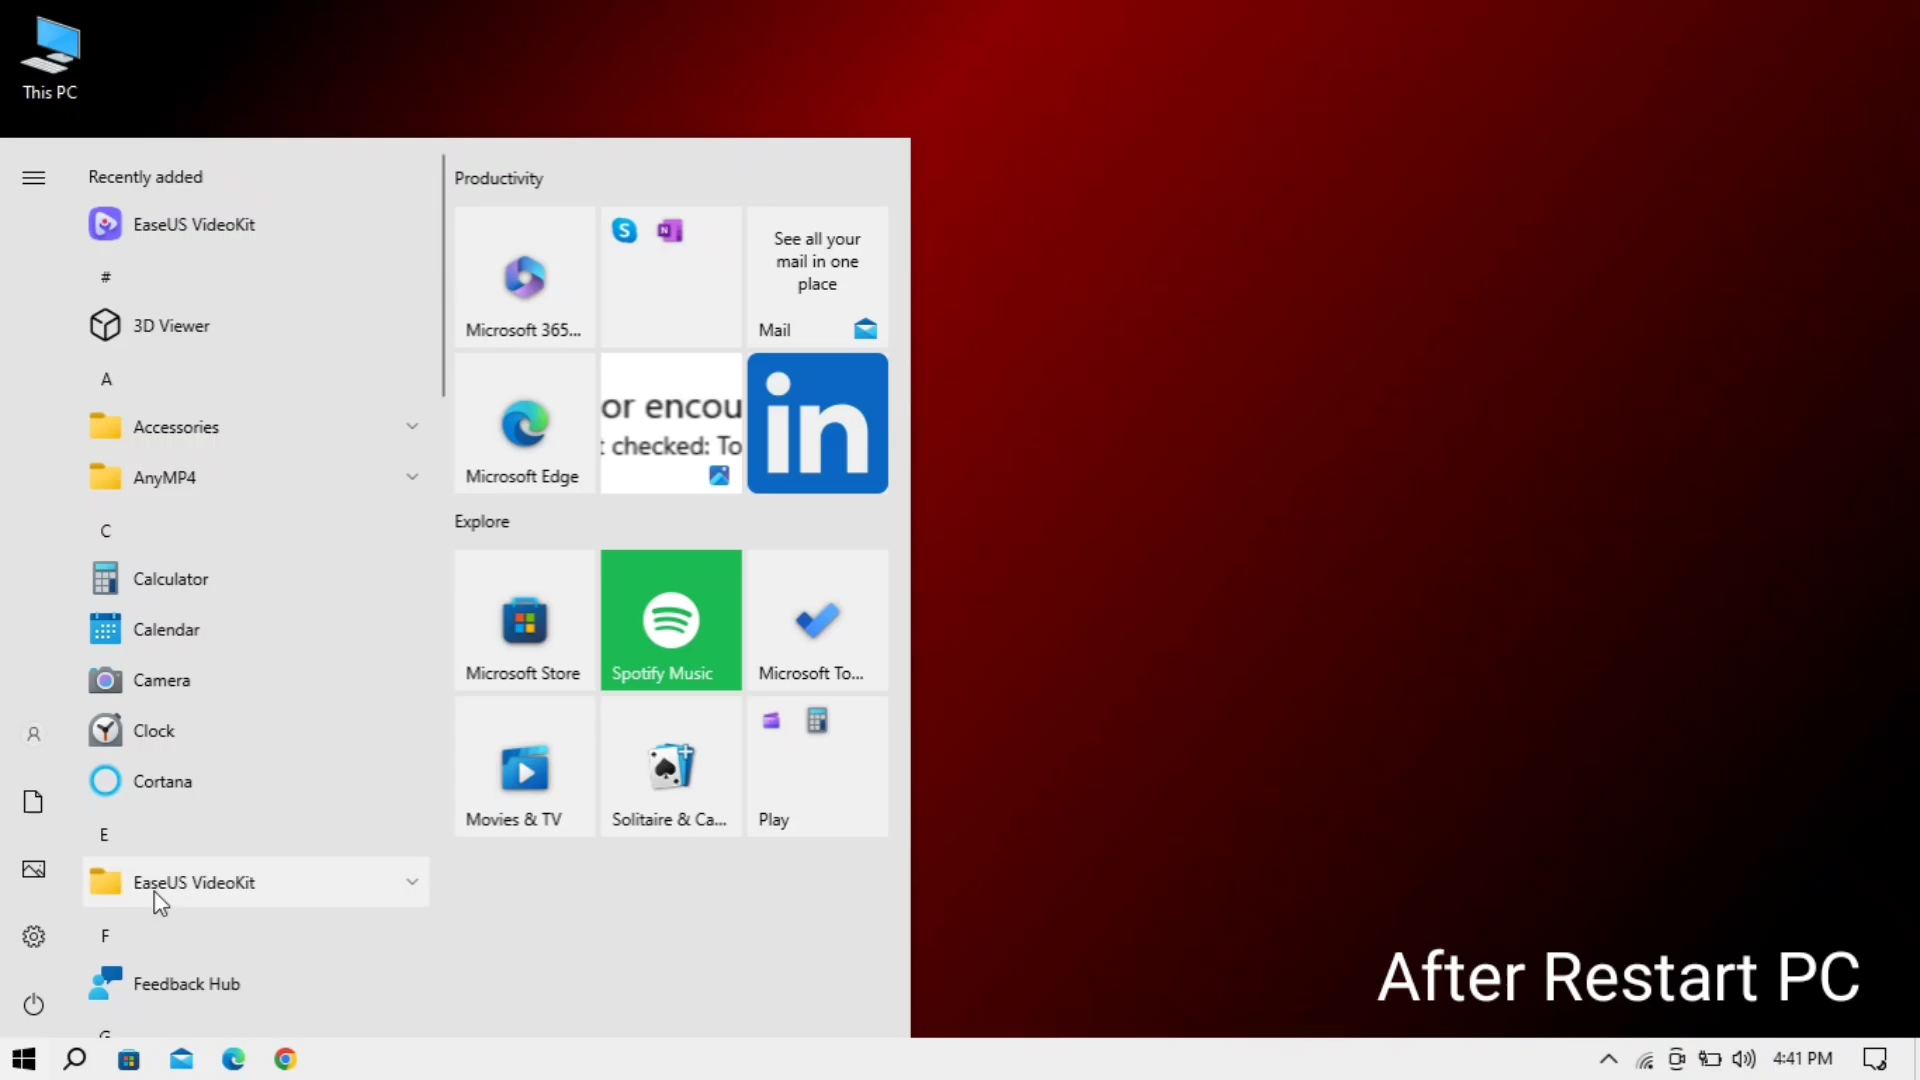 This PC
Recently added
EaseUS VideoKit
#
3D Viewer
A
Accessories
AnyMP4
C
Calculator
Calendar
Camera
Clock
Cortana
E
EaseUS VideoKit
F
Feedback Hub
Productivity
Microsoft 365...
S
N
See all your
mail in one
place
Mail
Microsoft Edge
or encou
checked: To
in
Explore
Microsoft Store
Spotify Music
Microsoft To...
Movies & TV
Solitaire & Ca...
Play
After Restart PC
4:41 PM